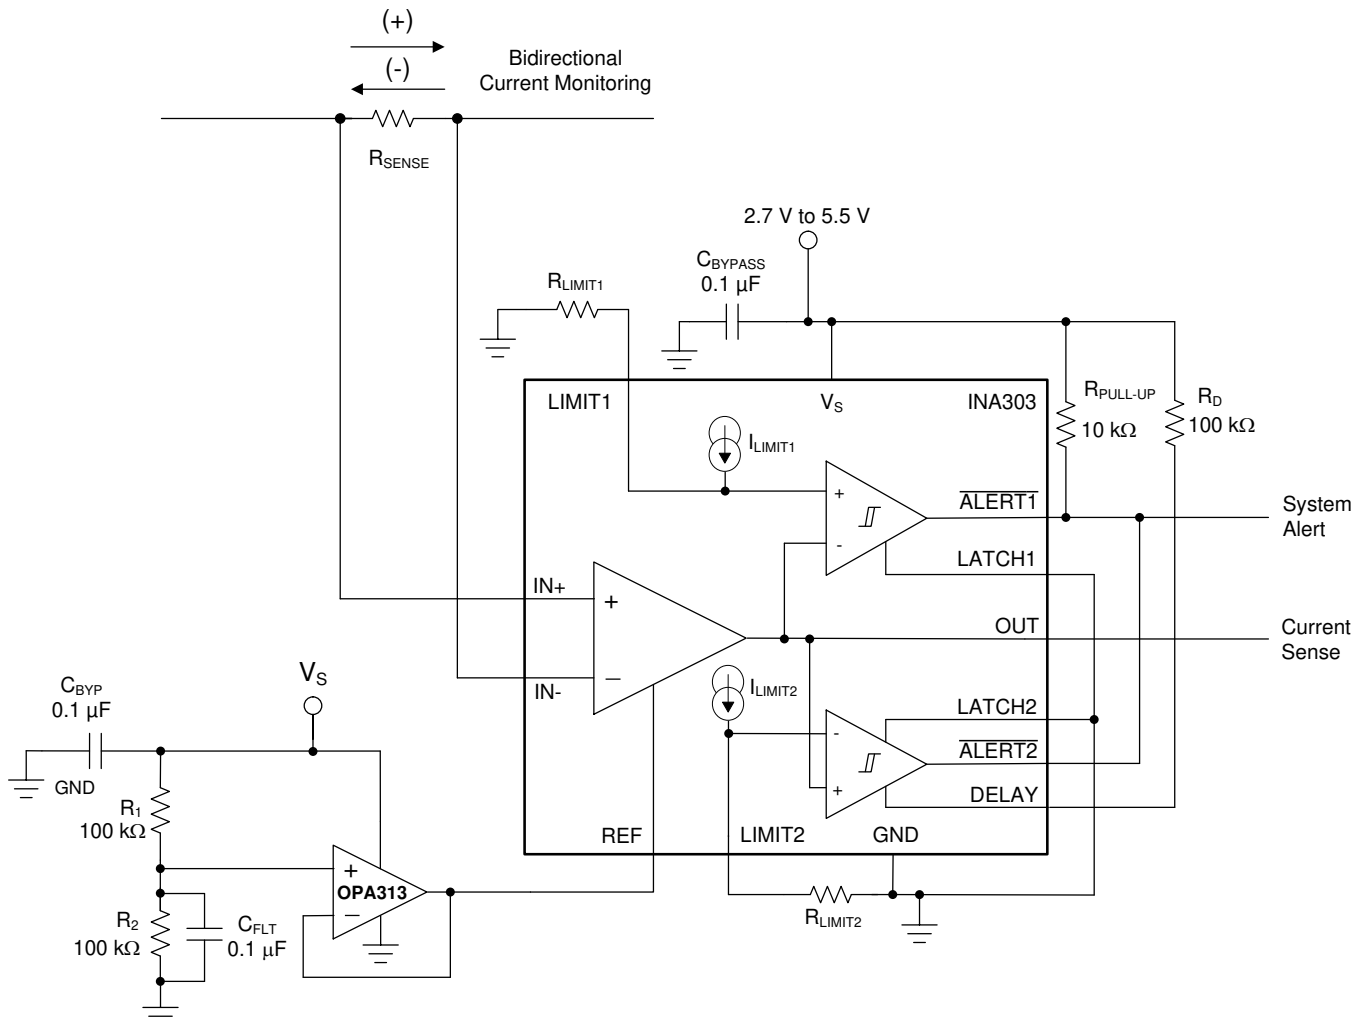 (+)
(-)
Bidirectional
Current Monitoring
RSENSE
2.7 V to 5.5 V
CBYPASS
0.1 µF
RLIMIT1
LIMIT1
VS
INA303
RPULL-UP
10 kΩ
RD
100 kΩ
ILIMIT1
+
-
ALERT1
System
Alert
LATCH1
IN+
+
OUT
Current
Sense
IN-
–
ILIMIT2
LATCH2
-
ALERT2
+
DELAY
REF
LIMIT2
GND
RLIMIT2
VS
CBYP
0.1 µF
GND
R1
100 kΩ
+
OPA313
–
R2
100 kΩ
CFLT
0.1 µF